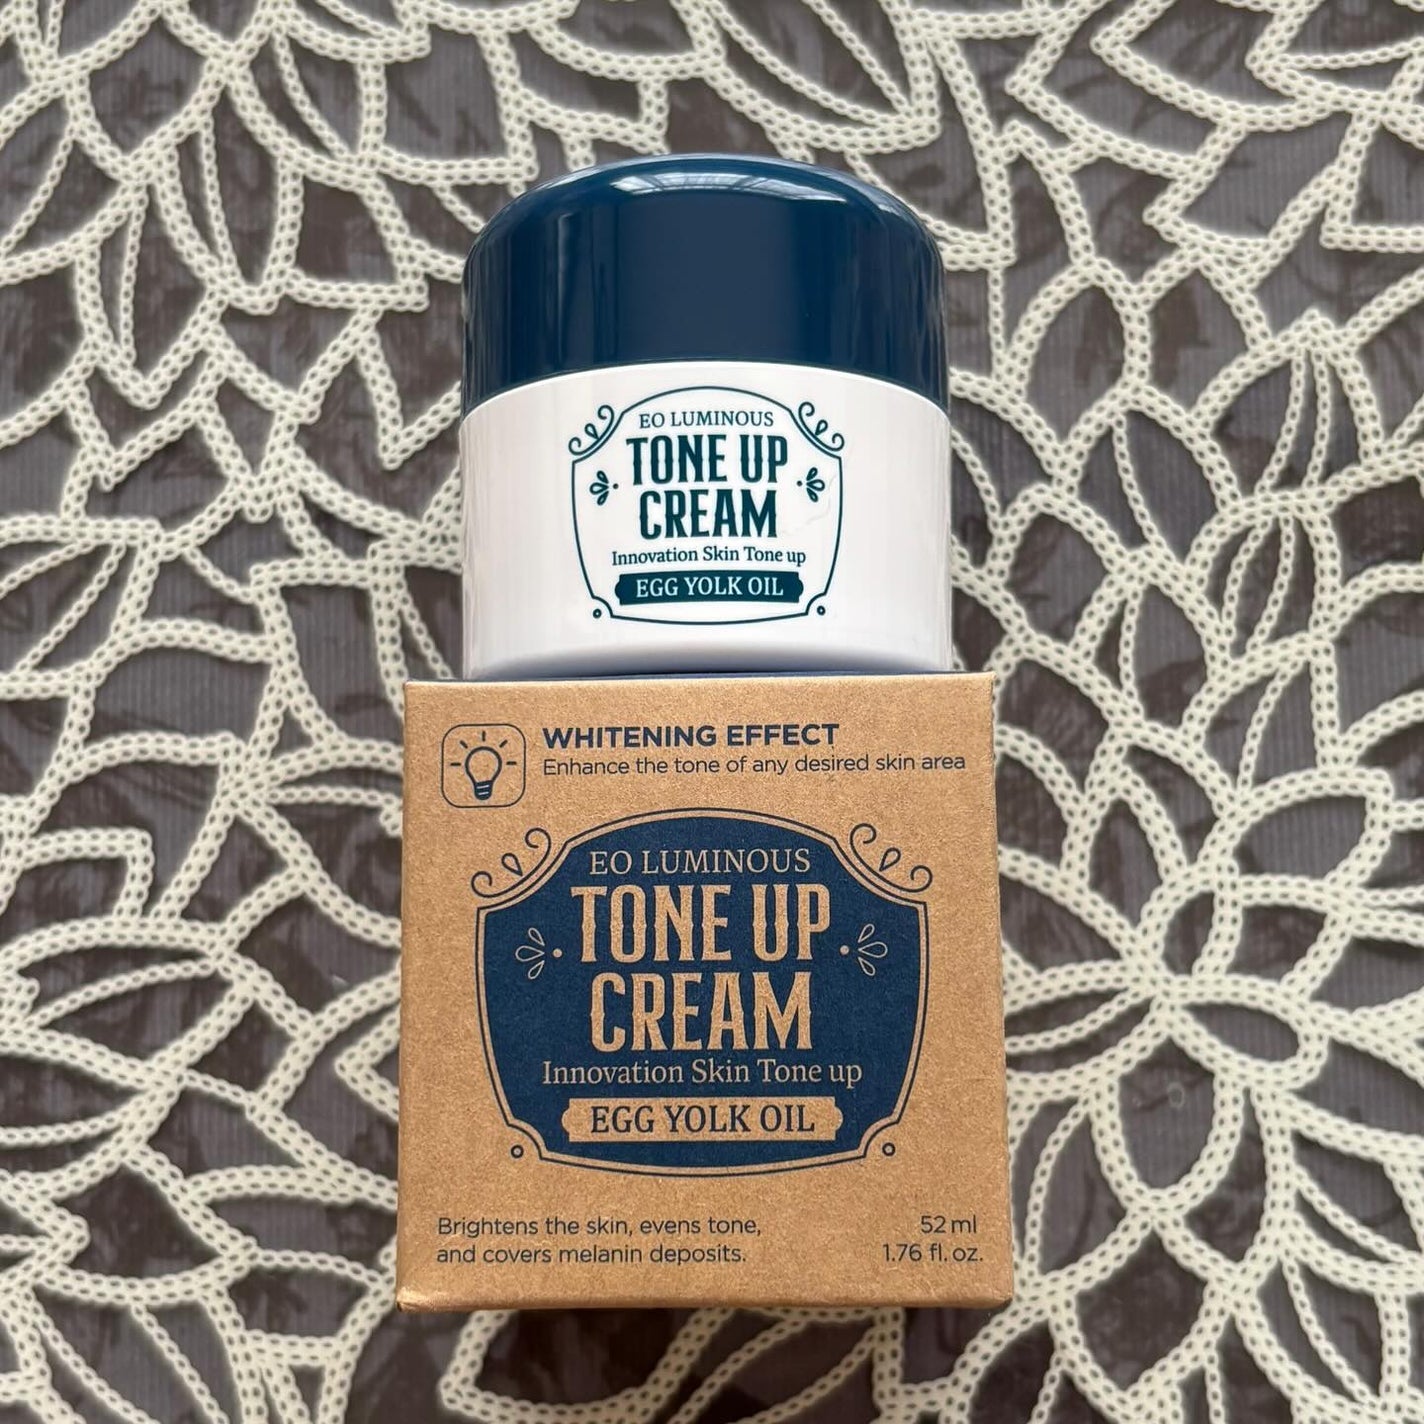 EO LUMINOUS
TONE UP
CREAM
Innovation Skin Tone up
EGG YOLK OIL
WHITENING EFFECT
Enhance the tone of any desired skin area
EO LUMINOUS
TONE UP
CREAM
Innovation Skin Tone up
EGG YOLK OIL
Brightens the skin, evens tone,
and covers melanin deposits.
52 ml
1.76 fl. oz.